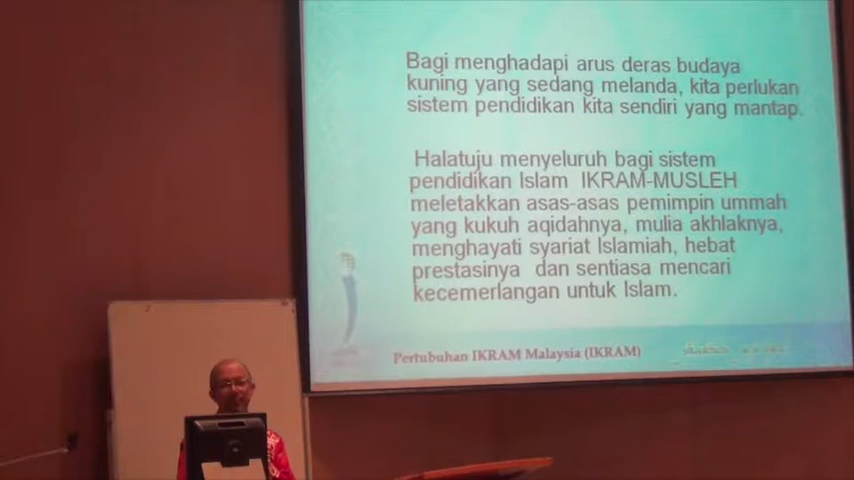 Bagi menghadapi arus deras budaya
kuning yang sedang melanda, kita perlukan
sistem pendidikan kita sendiri yang mantap.
Halatuju menyeluruh bagi sistem
pendidikan Islam IKRAM-MUSLEH
meletakkan asas-asas pemimpin ummah
yang kukuh aqidahnya, mulia akhlaknya,
menghayati syariat Islamiah, hebat
prestasinya dan sentiasa mencari
kecemerlangan untuk Islam.
Pertubuhan IKRAM Malaysia (IKRAM)